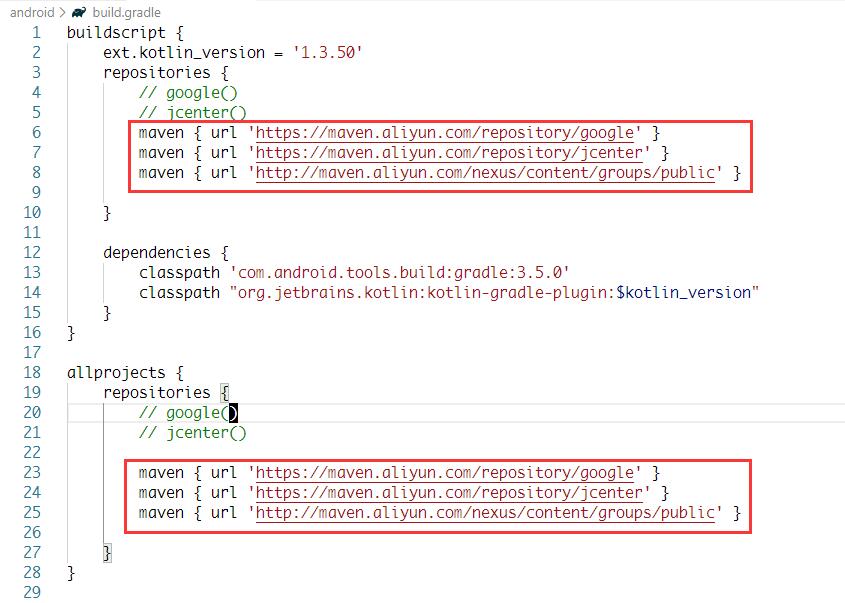 android > build.gradle
1 buildscript {
2 ext.kotlin_version = '1.3.50'
3 repositories {
4 // google()
5 // jcenter()
6 maven { url 'https://maven.aliyun.com/repository/google' }
7 maven { url 'https://maven.aliyun.com/repository/jcenter' }
8 maven { url 'http://maven.aliyun.com/nexus/content/groups/public' }
9
10 }
11
12 dependencies {
13 classpath 'com.android.tools.build:gradle:3.5.0'
14 classpath "org.jetbrains.kotlin:kotlin-gradle-plugin:$kotlin_version"
15 }
16 }
17
18 allprojects {
19 repositories {
20 // google()
21 // jcenter()
22
23 maven { url 'https://maven.aliyun.com/repository/google' }
24 maven { url 'https://maven.aliyun.com/repository/jcenter' }
25 maven { url 'http://maven.aliyun.com/nexus/content/groups/public' }
26
27 }
28 }
29